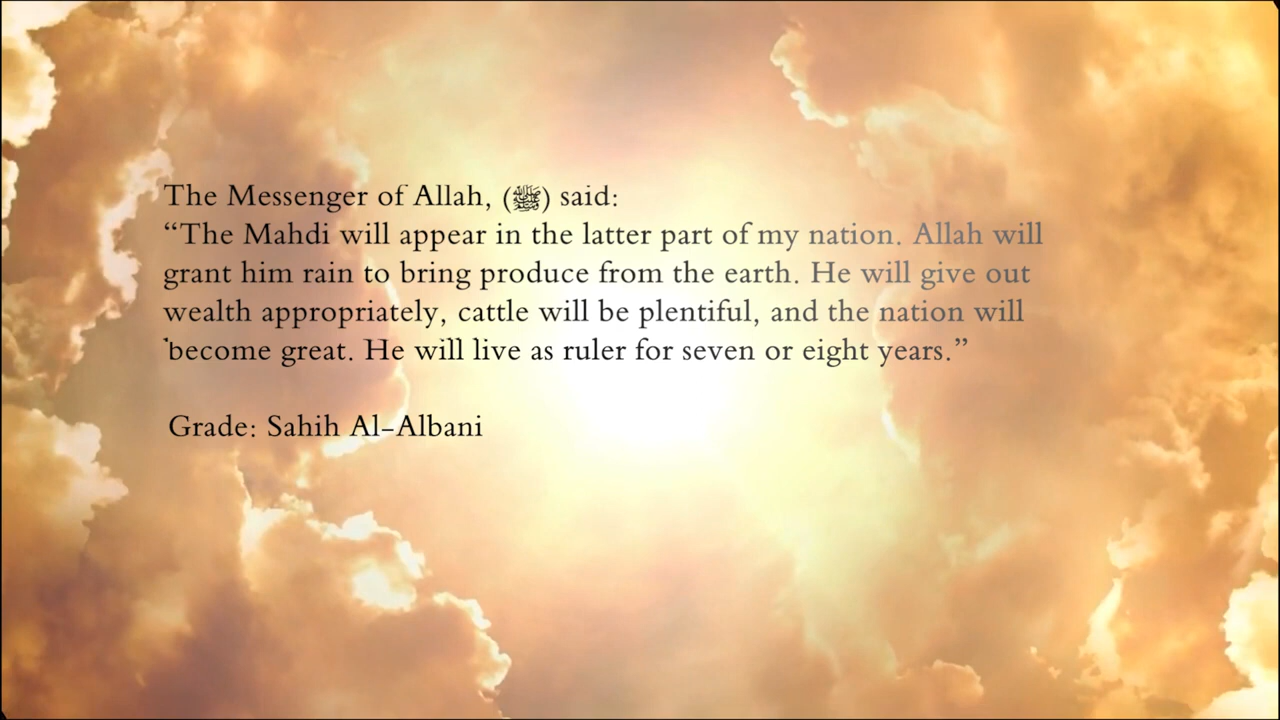 The Messenger of Allah, (ﷺ) said:
“The Mahdi will appear in the latter part of my nation. Allah will
grant him rain to bring produce from the earth. He will give out
wealth appropriately, cattle will be plentiful, and the nation will
become great. He will live as ruler for seven or eight years.”
Grade: Sahih Al-Albani